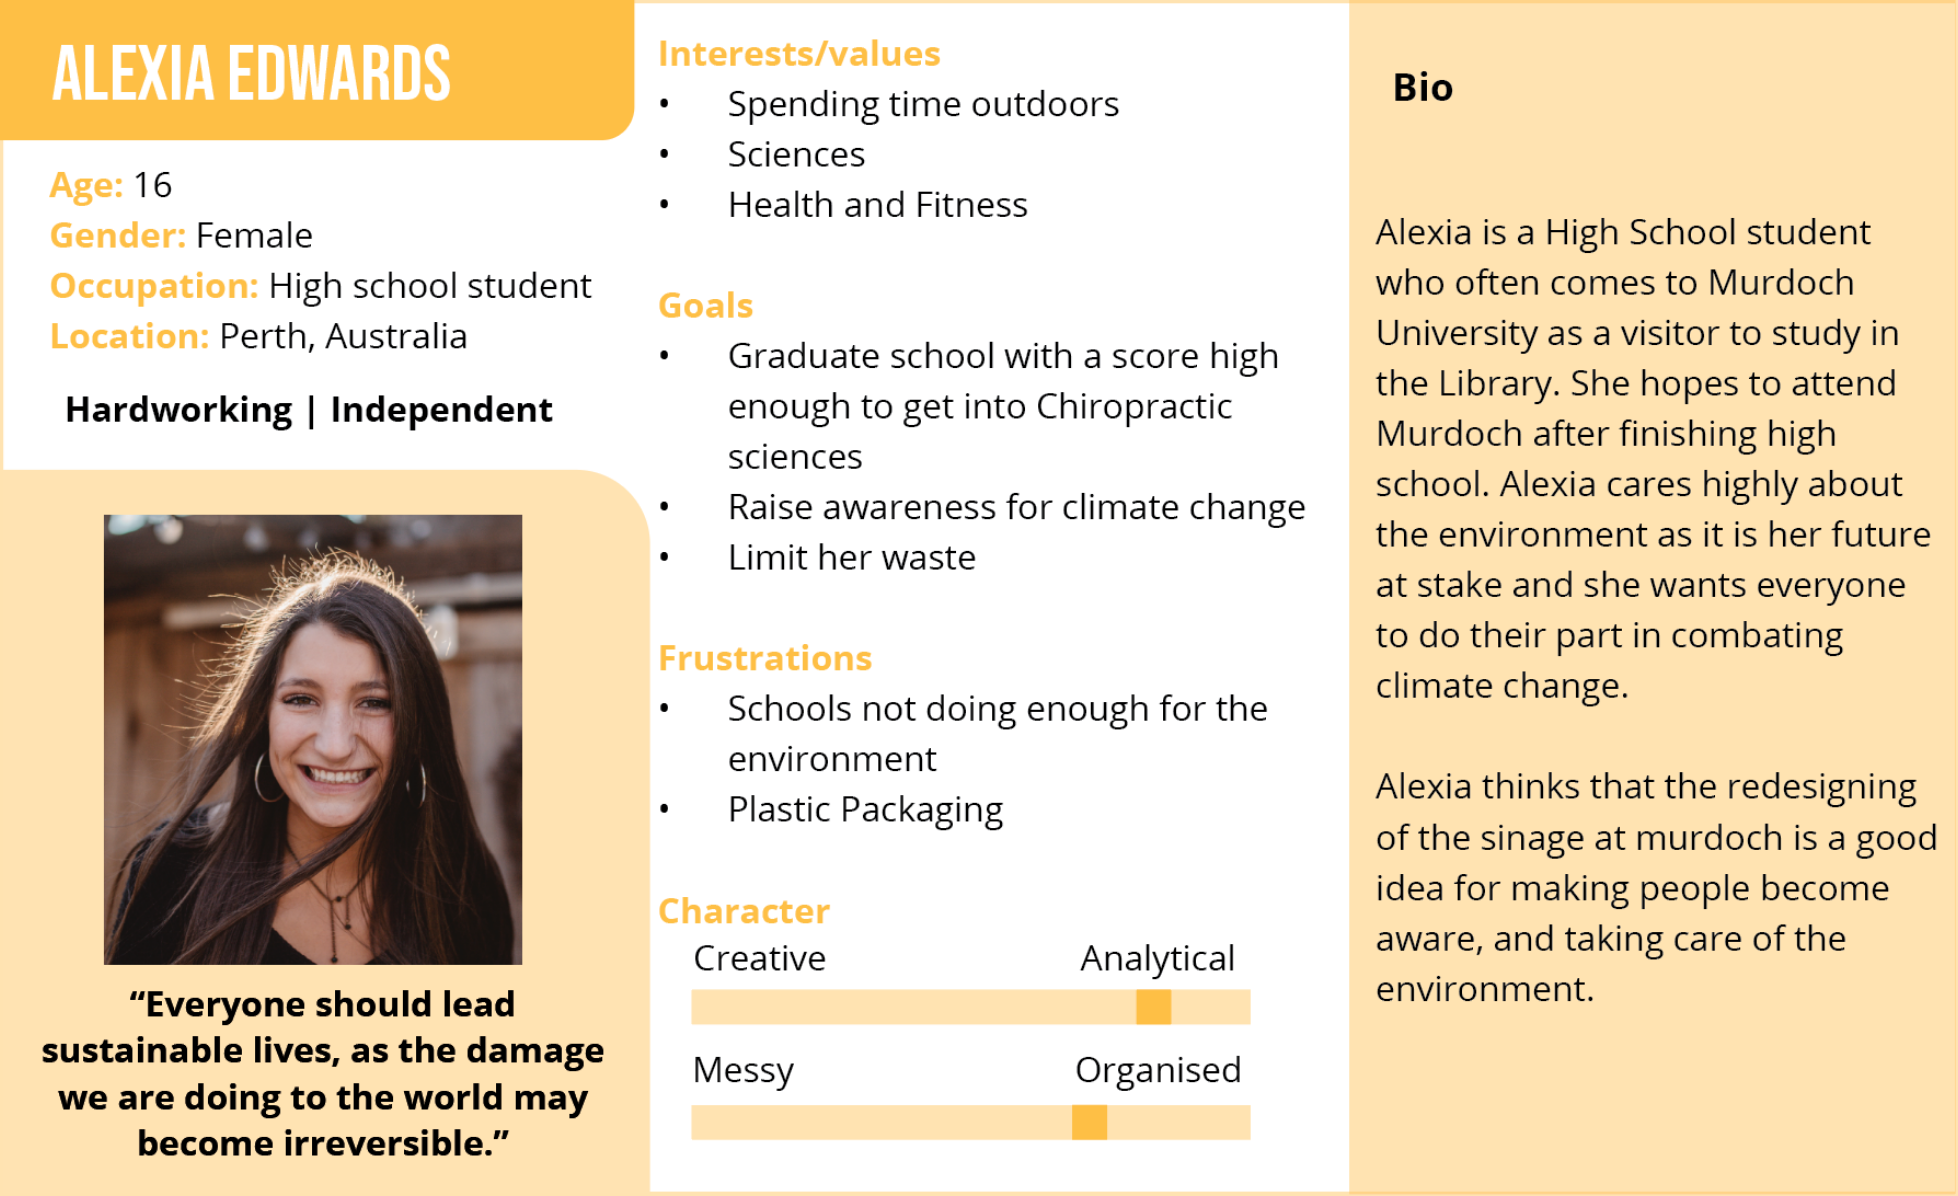 ALEXIA EDWARDS
Age: 16
Gender: Female
Occupation: High school student
Location: Perth, Australia
Hardworking | Independent
“Everyone should lead
sustainable lives, as the damage
we are doing to the world may
become irreversible.”
Interests/values
• Spending time outdoors
• Sciences
• Health and Fitness
Goals
• Graduate school with a score high
enough to get into Chiropractic
sciences
• Raise awareness for climate change
• Limit her waste
Frustrations
• Schools not doing enough for the
environment
• Plastic Packaging
Character
Creative Analytical
Messy Organised
Bio
Alexia is a High School student
who often comes to Murdoch
University as a visitor to study in
the Library. She hopes to attend
Murdoch after finishing high
school. Alexia cares highly about
the environment as it is her future
at stake and she wants everyone
to do their part in combating
climate change.
Alexia thinks that the redesigning
of the sinage at murdoch is a good
idea for making people become
aware, and taking care of the
environment.